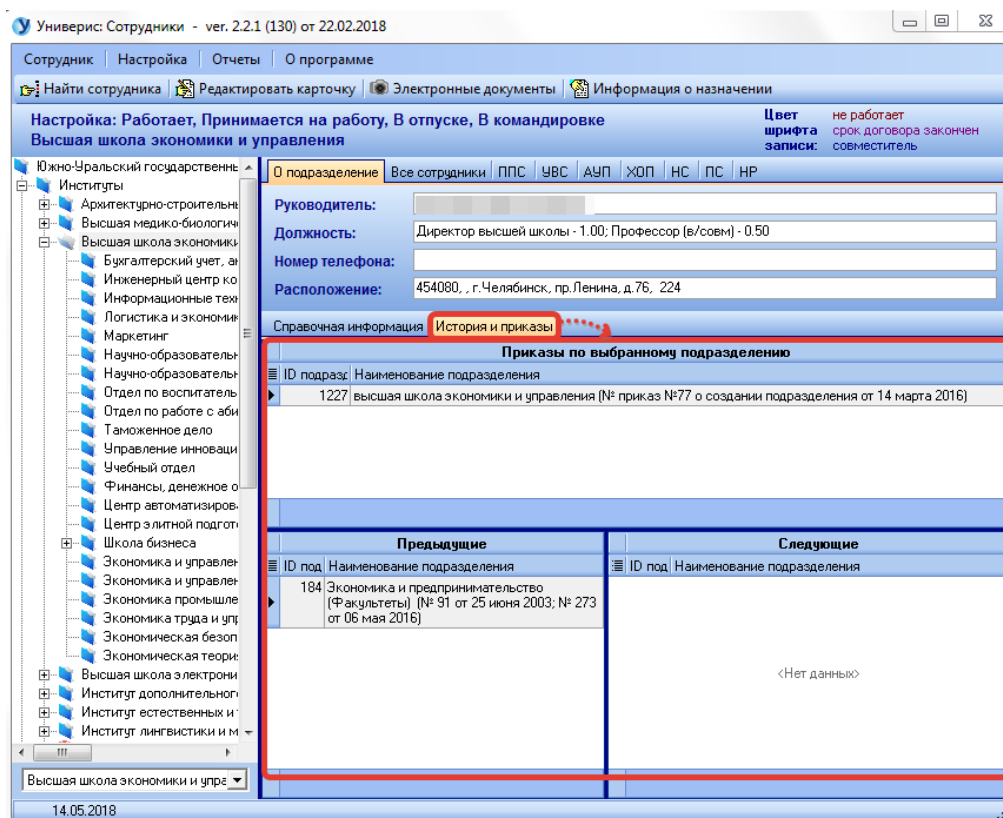 Универис: Сотрудники - ver. 2.2.1 (130) от 22.02.2018
Сотрудник Настройка Отчеты О программе
Найти сотрудника Редактировать карточку Электронные документы Информация о назначении
Настройка: Работает, Принимается на работу, В отпуске, В командировке
Высшая школа экономики и управления
Цвет шрифта записи:
не работает
срок договора закончен
совместитель
Южно-Уральский государственнь
Институты
Архитектурно-строительнь
Высшая медико-биологич
Высшая школа экономики
Бухгалтерский учет, ан
Инженерный центр ко
Информационные техн
Логистика и экономик
Маркетинг
Научно-образовательн
Научно-образовательн
Отдел по воспитатель
Отдел по работе с аби
Таможенное дело
Управление инноваци
Учебный отдел
Финансы, денежное о
Центр автоматизирова
Центр элитной подгото
Школа бизнеса
Экономика и управлен
Экономика и управлен
Экономика промышле
Экономика труда и упр
Экономическая безоп
Экономическая теори
Высшая школа электрони
Институт дополнительног
Институт естественных и т
Институт лингвистики и м
Высшая школа экономики и упра
14.05.2018
О подразделение Все сотрудники ППС УВС АУП ХОП НС ПС НР
Руководитель:
Должность: Директор высшей школы - 1.00; Профессор (в/совм) - 0.50
Номер телефона:
Расположение: 454080, , г.Челябинск, пр.Ленина, д.76, 224
Справочная информация История и приказы
Приказы по выбранному подразделению
ID подразд Наименование подразделения
1227 высшая школа экономики и управления (№ приказ №77 о создании подразделения от 14 марта 2016)
Предыдущие
ID под Наименование подразделения
184 Экономика и предпринимательство
(Факультеты) (№ 91 от 25 июня 2003; № 273
от 06 мая 2016)
Следующие
ID под Наименование подразделения
<Нет данных>